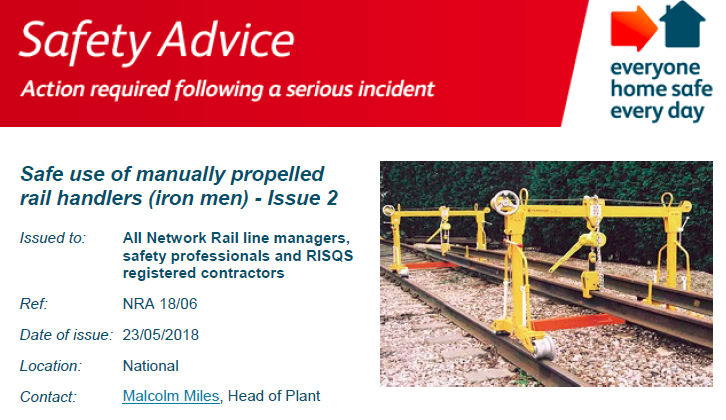 Safety Advice
Action required following a serious incident
everyone
home safe
every day
Safe use of manually propelled
rail handlers (iron men) - Issue 2
Issued to: All Network Rail line managers,
safety professionals and RISQS
registered contractors
Ref: NRA 18/06
Date of issue: 23/05/2018
Location: National
Contact: Malcolm Miles, Head of Plant